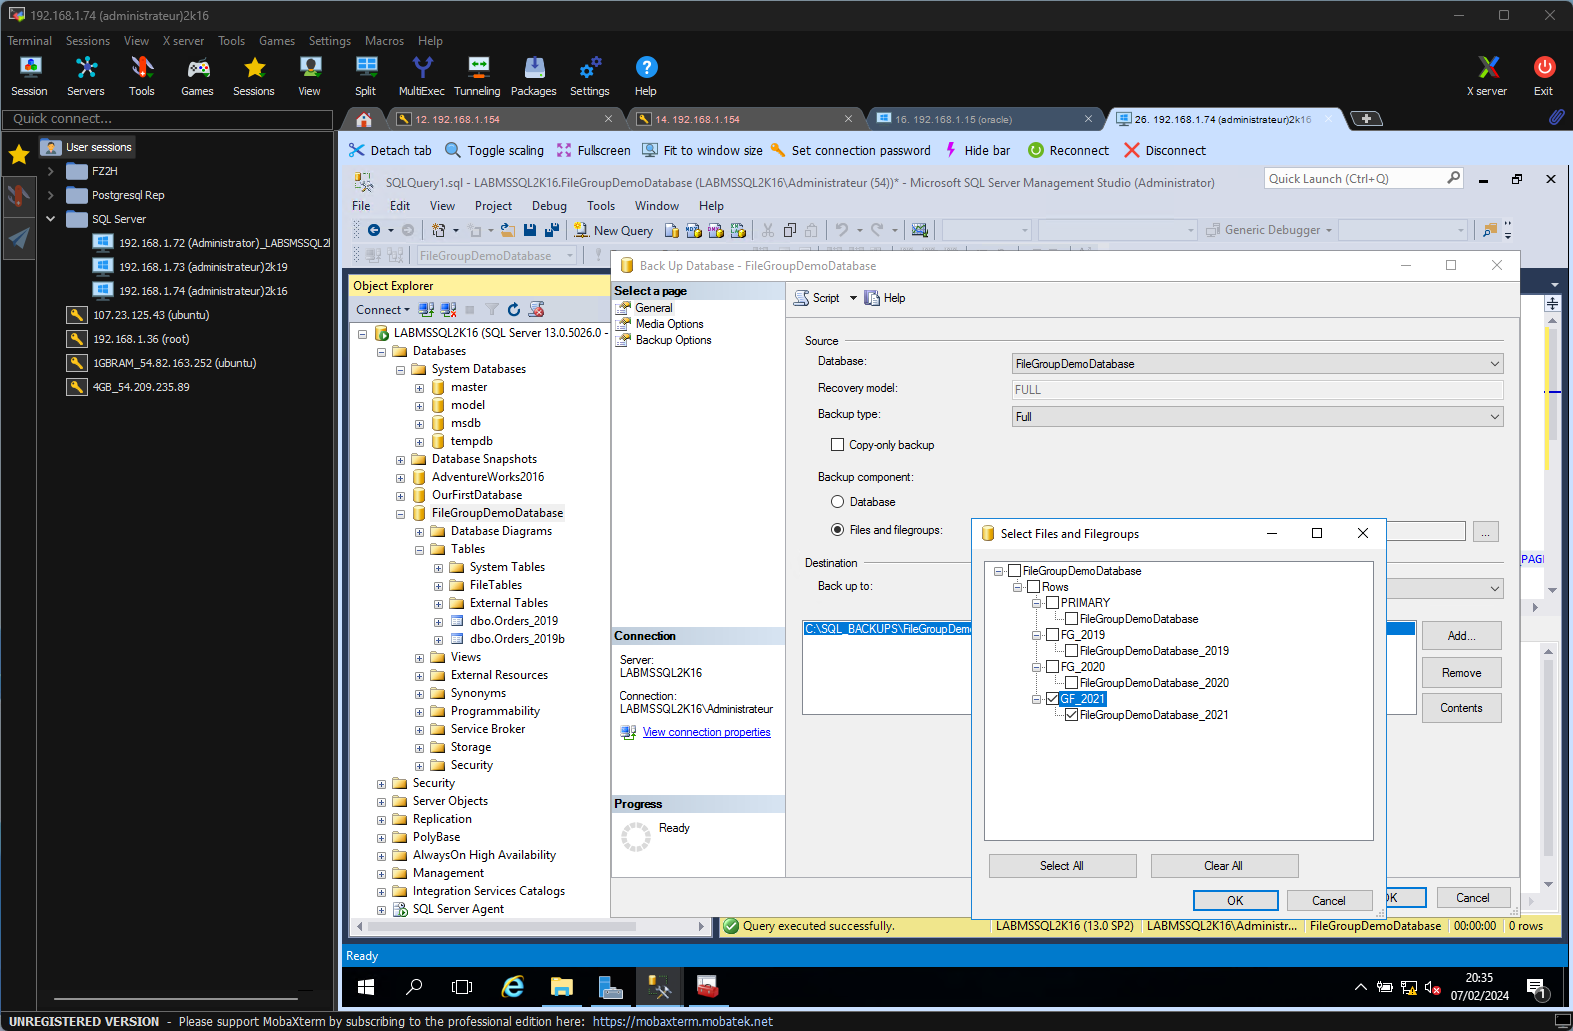 192.168.1.74 (administrateur)2k16
Terminal Sessions View X server Tools Games Settings Macros Help
Session Servers Tools Games Sessions View Split MultiExec Tunneling Packages Settings Help X server Exit
Quick connect...
12. 192.168.1.154
14. 192.168.1.154
16. 192.168.1.15 (oracle)
26. 192.168.1.74 (administrateur)2k16
User sessions
FZ2H
Postgresql Rep
SQL Server
192.168.1.72 (Administrator)_LABSMSSQL2
192.168.1.73 (administrateur)2k19
192.168.1.74 (administrateur)2k16
107.23.125.43 (ubuntu)
192.168.1.36 (root)
1GBRAM_54.82.163.252 (ubuntu)
4GB_54.209.235.89
Detach tab Toggle scaling Fullscreen Fit to window size Set connection password Hide bar Reconnect Disconnect
SQLQuery1.sql - LABMSSQL2K16.FileGroupDemoDatabase (LABMSSQL2K16\Administrateur (54))* - Microsoft SQL Server Management Studio (Administrator)
Quick Launch (Ctrl+Q)
File Edit View Project Debug Tools Window Help
New Query
Generic Debugger
FileGroupDemoDatabase
Object Explorer
Connect
LABMSSQL2K16 (SQL Server 13.0.5026.0 -
Databases
System Databases
master
model
msdb
tempdb
Database Snapshots
AdventureWorks2016
OurFirstDatabase
FileGroupDemoDatabase
Database Diagrams
Tables
System Tables
FileTables
External Tables
dbo.Orders_2019
dbo.Orders_2019b
Views
External Resources
Synonyms
Programmability
Service Broker
Storage
Security
Security
Server Objects
Replication
PolyBase
AlwaysOn High Availability
Management
Integration Services Catalogs
SQL Server Agent
Back Up Database - FileGroupDemoDatabase
Select a page
General
Media Options
Backup Options
Connection
Server:
LABMSSQL2K16
Connection:
LABMSSQL2K16\Administrateur
View connection properties
Progress
Ready
Script Help
Source
Database: FileGroupDemoDatabase
Recovery model: FULL
Backup type: Full
Copy-only backup
Backup component:
Database
Files and filegroups:
...
Destination
Back up to:
C:\SQL_BACKUPS\FileGroupDem
Add...
Remove
Contents
OK
Cancel
PAG
Select Files and Filegroups
FileGroupDemoDatabase
Rows
PRIMARY
FileGroupDemoDatabase
FG_2019
FileGroupDemoDatabase_2019
FG_2020
FileGroupDemoDatabase_2020
GF_2021
FileGroupDemoDatabase_2021
Select All
Clear All
OK
Cancel
Query executed successfully. LABMSSQL2K16 (13.0 SP2) LABMSSQL2K16\Administr... FileGroupDemoDatabase 00:00:00 0 rows
Ready
20:35
07/02/2024
1
UNREGISTERED VERSION - Please support MobaXterm by subscribing to the professional edition here: https://mobaxterm.mobatek.net